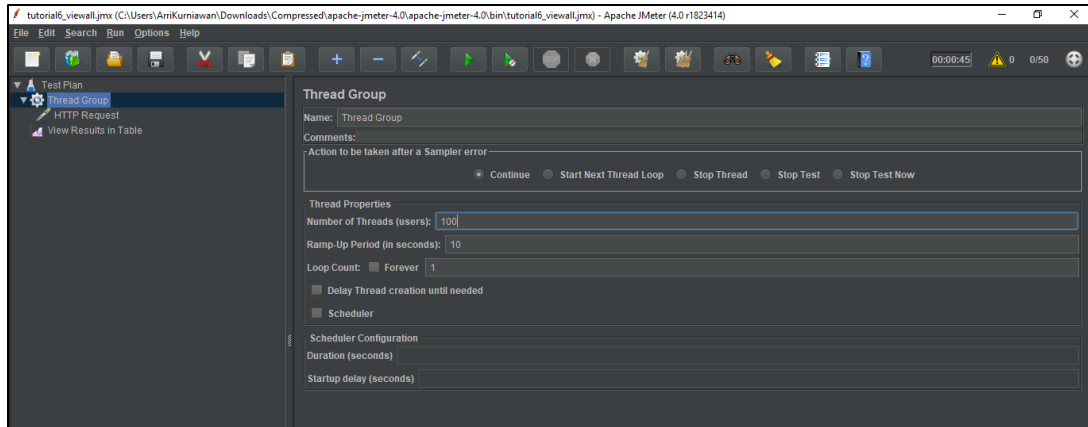 tutorial6_viewall.jmx (C:\Users\ArriKurniawan\Downloads\Compressed\apache-jmeter-4.0\apache-jmeter-4.0\bin\tutorial6_viewall.jmx) - Apache JMeter (4.0 r1823414)
File Edit Search Run Options Help
00:00:45 0 0/50
Test Plan
Thread Group
HTTP Request
View Results in Table
Thread Group
Name: Thread Group
Comments:
Action to be taken after a Sampler error
Continue Start Next Thread Loop Stop Thread Stop Test Stop Test Now
Thread Properties
Number of Threads (users): 100
Ramp-Up Period (in seconds): 10
Loop Count: Forever 1
Delay Thread creation until needed
Scheduler
Scheduler Configuration
Duration (seconds)
Startup delay (seconds)